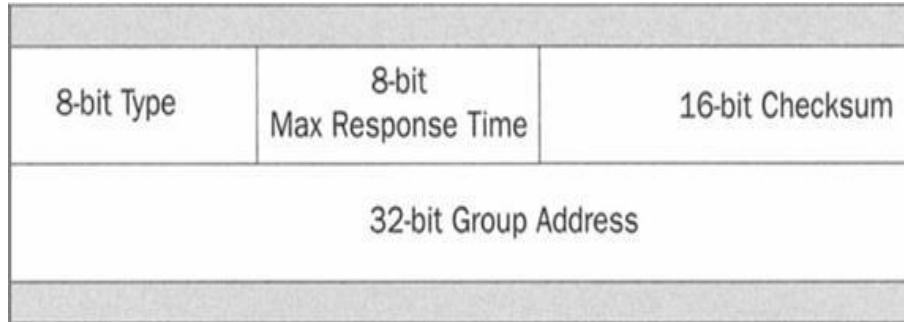 8-bit Type
8-bit
Max Response Time
16-bit Checksum
32-bit Group Address